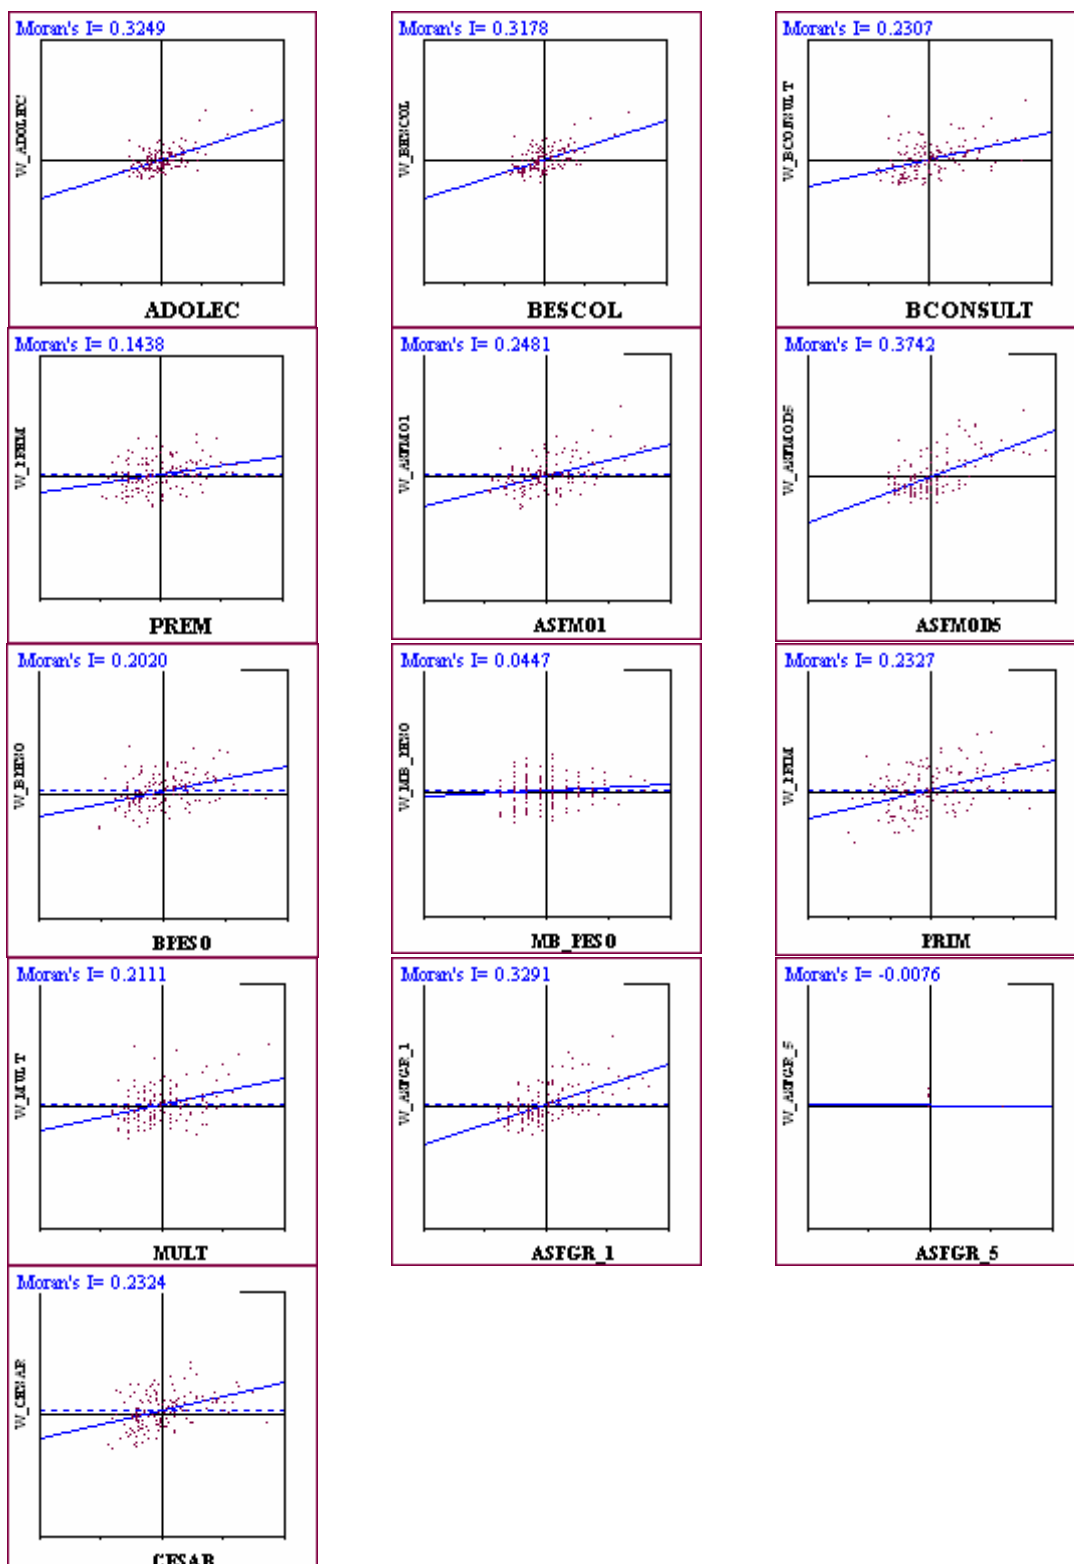 Moran's I= 0.3249
W_ADOLEC
ADOLEC
Moran's I= 0.3178
W_BESCOL
BESCOL
Moran's I= 0.2307
W_BCONSULT
BCONSULT
Moran's I= 0.1438
W_PREM
PREM
Moran's I= 0.2481
W_ASFM01
ASFM01
Moran's I= 0.3742
W_ASFMOD5
ASFMOD5
Moran's I= 0.2020
W_BPESO
BPESO
Moran's I= 0.0447
W_MB_PESO
MB_PESO
Moran's I= 0.2327
W_PRIM
PRIM
Moran's I= 0.2111
W_MULT
MULT
Moran's I= 0.3291
W_ASFGR_1
ASFGR_1
Moran's I= -0.0076
W_ASFGR_5
ASFGR_5
Moran's I= 0.2324
W_CESAR
CESAR